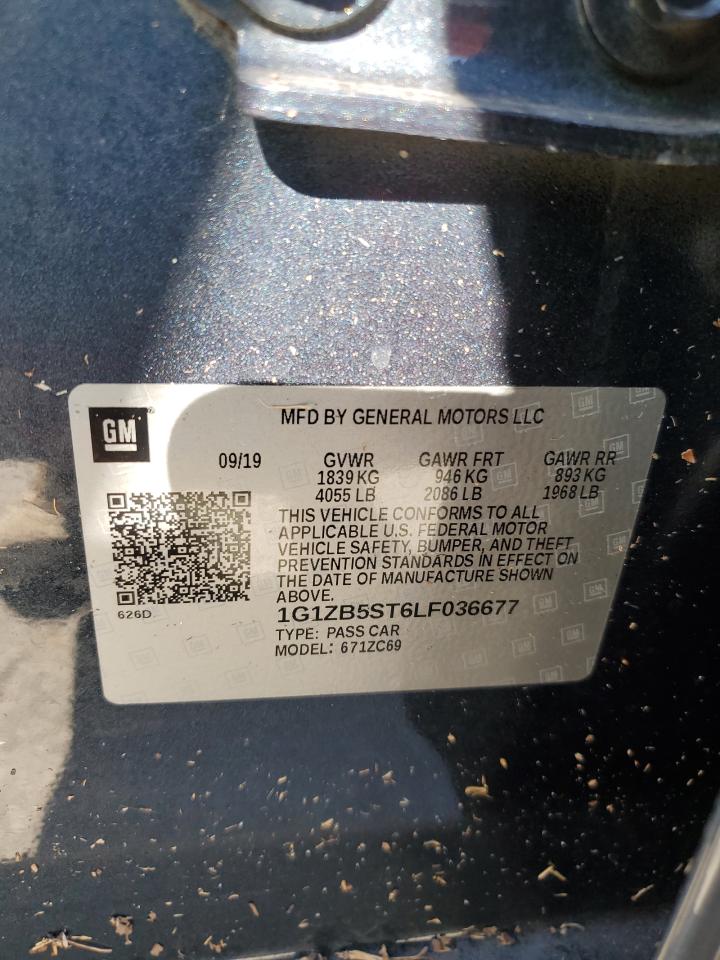 GM
MFD BY GENERAL MOTORS LLC
09/19 GVWR GAWR FRT GAWR RR
1839 KG 946 KG 893 KG
4055 LB 2086 LB 1968 LB
THIS VEHICLE CONFORMS TO ALL
APPLICABLE U.S. FEDERAL MOTOR
VEHICLE SAFETY, BUMPER, AND THEFT
PREVENTION STANDARDS IN EFFECT ON
THE DATE OF MANUFACTURE SHOWN
ABOVE.
626D
1G1ZB5ST6LF036677
TYPE: PASS CAR
MODEL: 671ZC69